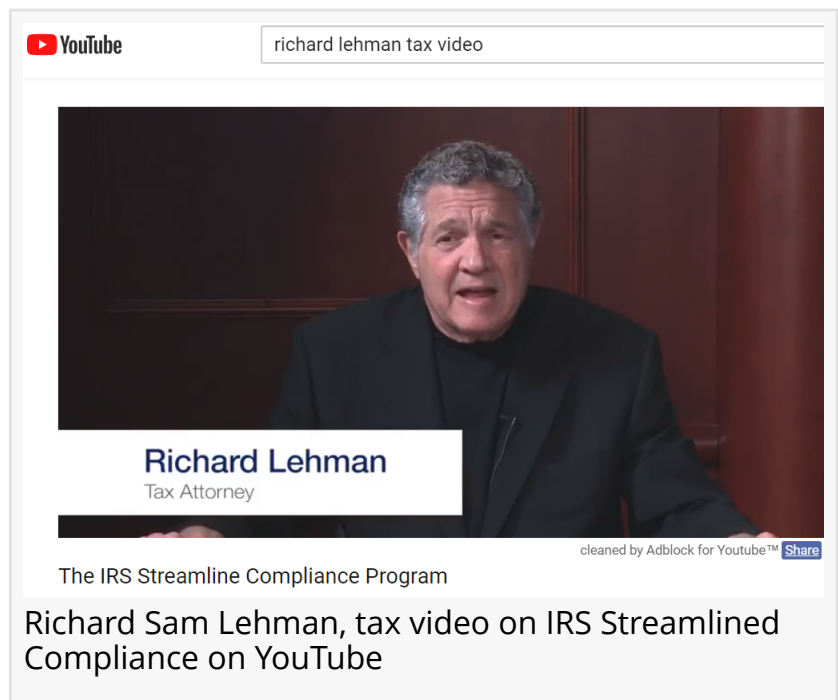 YouTube
richard lehman tax video
Richard Lehman
Tax Attorney
cleaned by Adblock for Youtube™ Share
The IRS Streamline Compliance Program
Richard Sam Lehman, tax video on IRS Streamlined
Compliance on YouTube